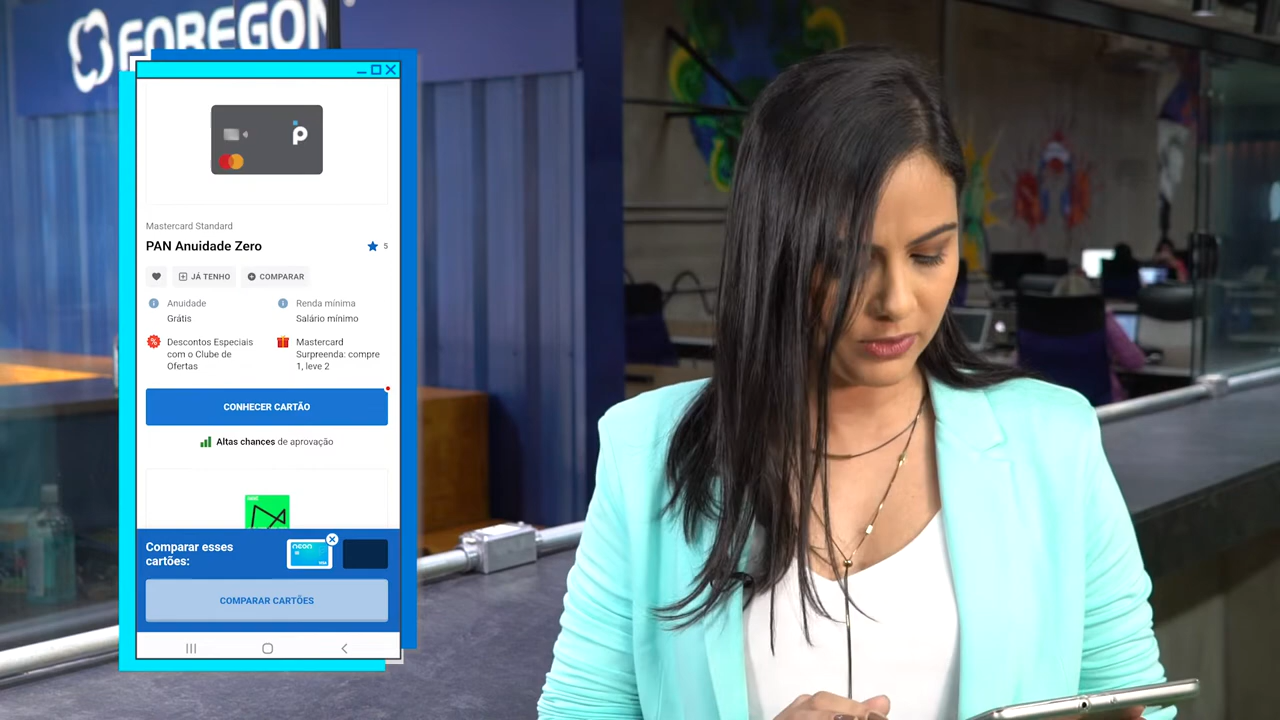 FOREGON
Mastercard Standard
PAN Anuidade Zero
5
JÁ TENHO
COMPARAR
Anuidade
Grátis
Renda mínima
Salário mínimo
Descontos Especiais
com o Clube de
Ofertas
Mastercard
Surpreenda: compre
1, leve 2
CONHECER CARTÃO
Altas chances de aprovação
Comparar esses
cartões:
neon
VISA
COMPARAR CARTÕES